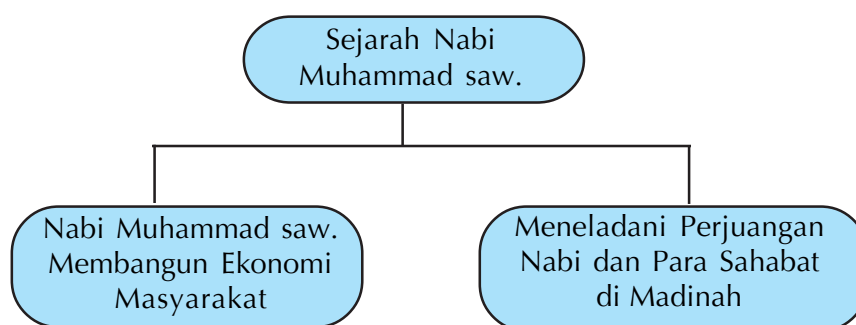 Sejarah Nabi
Muhammad saw.
Nabi Muhammad saw.
Membangun Ekonomi
Masyarakat
Meneladani Perjuangan
Nabi dan Para Sahabat
di Madinah